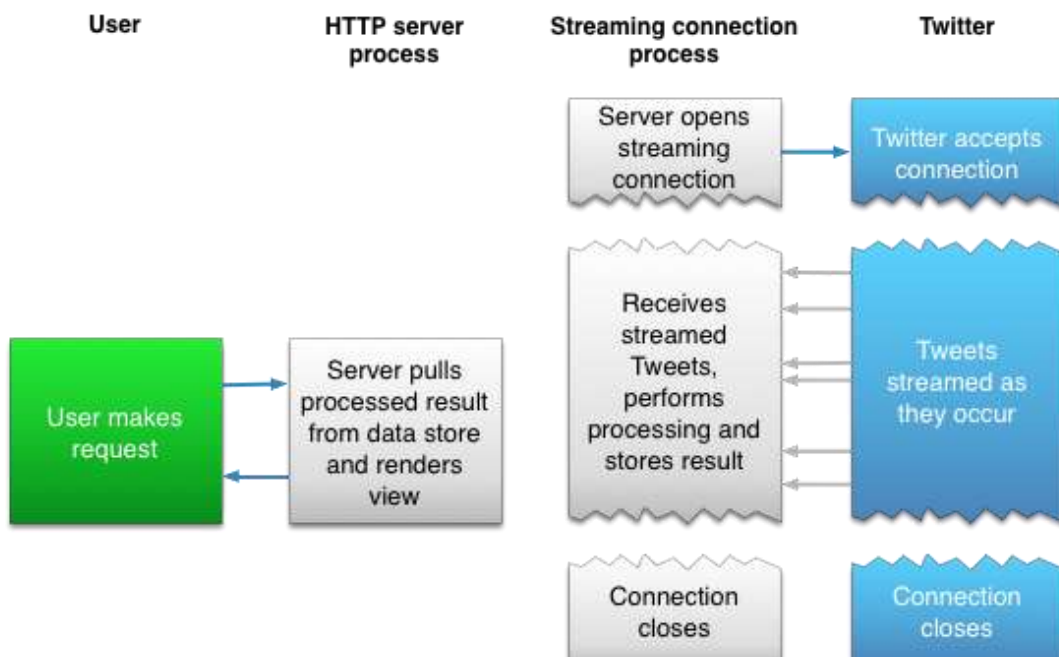 User
HTTP server
process
Streaming connection
process
Twitter
Server opens
streaming
connection
Twitter accepts
connection
User makes
request
Server pulls
processed result
from data store
and renders
view
Receives
streamed
Tweets,
performs
processing and
stores result
Tweets
streamed as
they occur
Connection
closes
Connection
closes